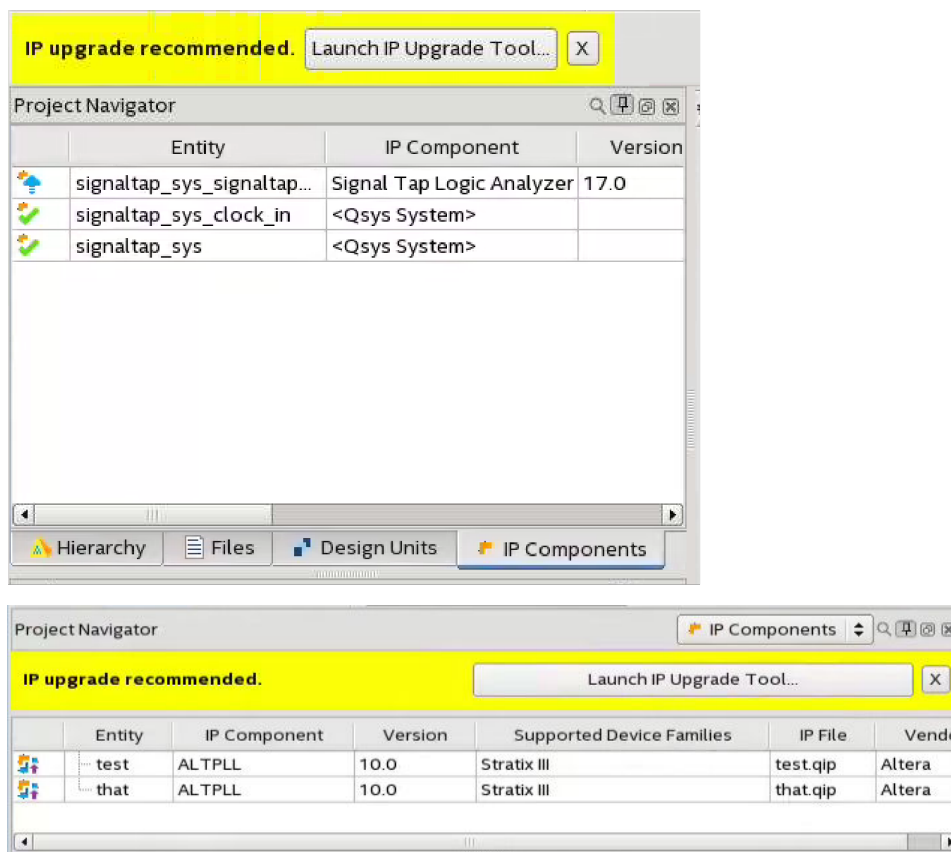 IP upgrade recommended. Launch IP Upgrade Tool... X
Project Navigator
Entity IP Component Version
signaltap_sys_signaltap... Signal Tap Logic Analyzer 17.0
signaltap_sys_clock_in <Qsys System>
signaltap_sys <Qsys System>
Hierarchy Files Design Units IP Components
Project Navigator IP Components
IP upgrade recommended. Launch IP Upgrade Tool... X
Entity IP Component Version Supported Device Families IP File Vend
test ALTPLL 10.0 Stratix III test.qip Altera
that ALTPLL 10.0 Stratix III that.qip Altera